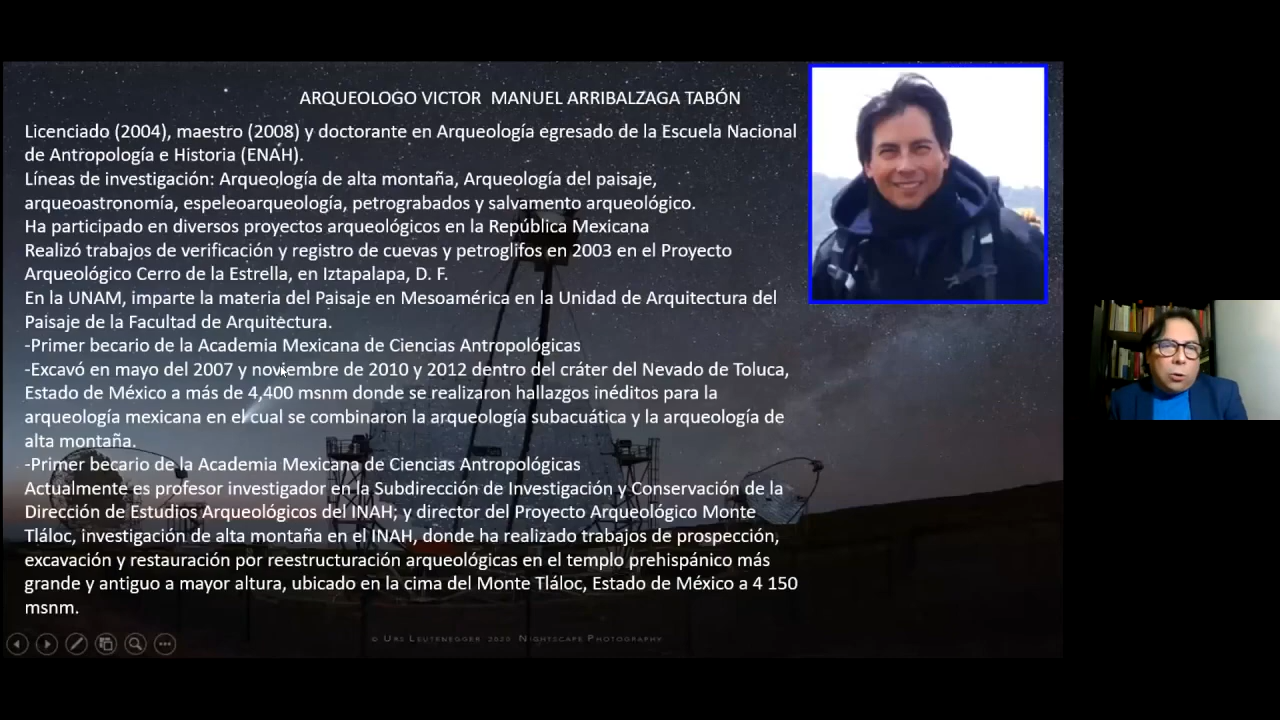 ARQUEOLOGO VICTOR MANUEL ARRIBALZAGA TABÓN
Licenciado (2004), maestro (2008) y doctorante en Arqueología egresado de la Escuela Nacional
de Antropología e Historia (ENAH).
Líneas de investigación: Arqueología de alta montaña, Arqueología del paisaje,
arqueoastronomía, espeleoarqueología, petrograbados y salvamento arqueológico.
Ha participado en diversos proyectos arqueológicos en la República Mexicana
Realizó trabajos de verificación y registro de cuevas y petroglifos en 2003 en el Proyecto
Arqueológico Cerro de la Estrella, en Iztapalapa, D. F.
En la UNAM, imparte la materia del Paisaje en Mesoamérica en la Unidad de Arquitectura del
Paisaje de la Facultad de Arquitectura.
-Primer becario de la Academia Mexicana de Ciencias Antropológicas
-Excavó en mayo del 2007 y noviembre de 2010 y 2012 dentro del cráter del Nevado de Toluca,
Estado de México a más de 4,400 msnm donde se realizaron hallazgos inéditos para la
arqueología mexicana en el cual se combinaron la arqueología subacuática y la arqueología de
alta montaña.
-Primer becario de la Academia Mexicana de Ciencias Antropológicas
Actualmente es profesor investigador en la Subdirección de Investigación y Conservación de la
Dirección de Estudios Arqueológicos del INAH; y director del Proyecto Arqueológico Monte
Tláloc, investigación de alta montaña en el INAH, donde ha realizado trabajos de prospección,
excavación y restauración por reestructuración arqueológicas en el templo prehispánico más
grande y antiguo a mayor altura, ubicado en la cima del Monte Tláloc, Estado de México a 4 150
msnm.
© Urs Leutenegger 2020 Nightscape Photography